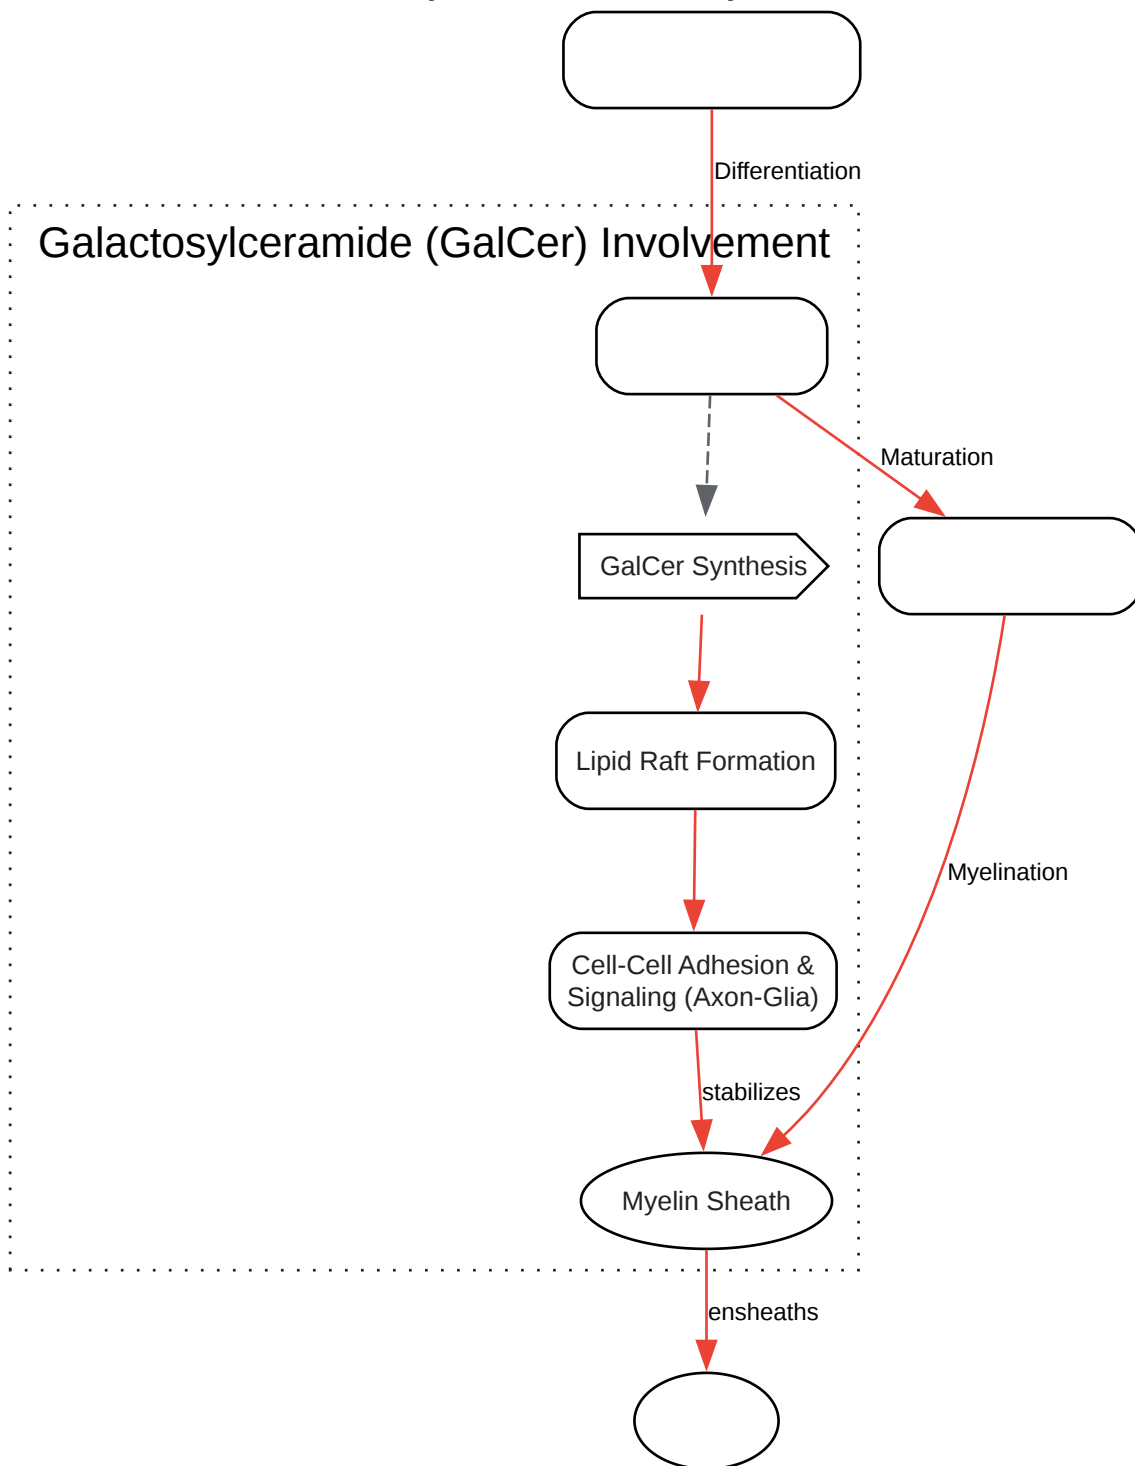 Differentiation
Galactosylceramide (GalCer) Involvement
Maturation
GalCer Synthesis
Lipid Raft Formation
Myelination
Cell-Cell Adhesion &
Signaling (Axon-Glia)
stabilizes
Myelin Sheath
ensheaths